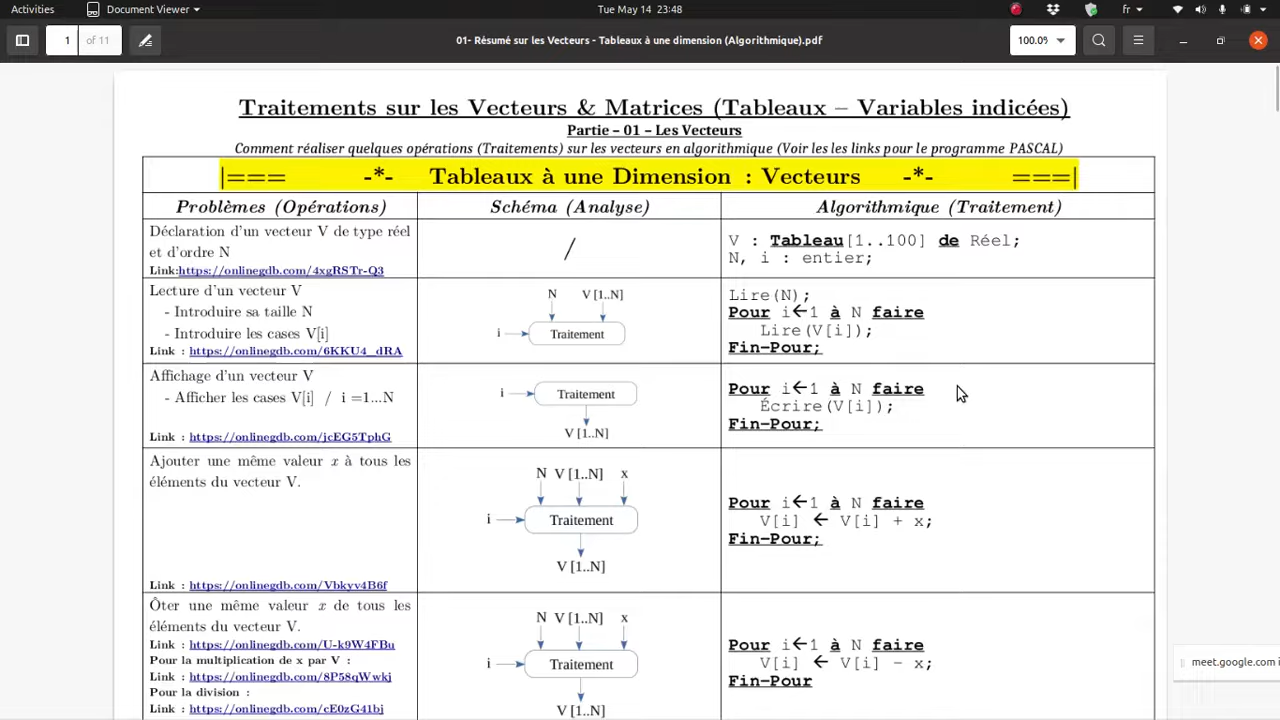 Activities
Document Viewer
Tue May 14 23:48
fr
1 of 11
01- Résumé sur les Vecteurs - Tableaux à une dimension (Algorithmique).pdf
100.0%
Traitements sur les Vecteurs & Matrices (Tableaux – Variables indicées)
Partie – 01 – Les Vecteurs
Comment réaliser quelques opérations (Traitements) sur les vecteurs en algorithmique (Voir les les links pour le programme PASCAL)
|=== -*- Tableaux à une Dimension : Vecteurs -*- ===|
Problèmes (Opérations)
Schéma (Analyse)
Algorithmique (Traitement)
Déclaration d'un vecteur V de type réel
et d'ordre N
Link:https://onlinegdb.com/4xgRSTr-Q3
/
V : Tableau[1..100] de Réel;
N, i : entier;
Lecture d'un vecteur V
- Introduire sa taille N
- Introduire les cases V[i]
Link : https://onlinegdb.com/6KKU4_dRA
N V [1..N]
i
Traitement
Lire(N);
Pour i←1 à N faire
Lire(V[i]);
Fin-Pour;
Affichage d'un vecteur V
- Afficher les cases V[i] / i =1...N
Link : https://onlinegdb.com/jcEG5TphG
i
Traitement
V [1..N]
Pour i←1 à N faire
Écrire(V[i]);
Fin-Pour;
Ajouter une même valeur x à tous les
éléments du vecteur V.
Link : https://onlinegdb.com/Vbkyv4B6f
N V [1..N] x
i
Traitement
V [1..N]
Pour i←1 à N faire
V[i] ← V[i] + x;
Fin-Pour;
Ôter une même valeur x de tous les
éléments du vecteur V.
Link : https://onlinegdb.com/U-k9W4FBu
Pour la multiplication de x par V :
Link : https://onlinegdb.com/8P58qWwkj
Pour la division :
Link : https://onlinegdb.com/cE0zG41bj
N V [1..N] x
i
Traitement
V [1..N]
Pour i←1 à N faire
V[i] ← V[i] - x;
Fin-Pour
meet.google.com i